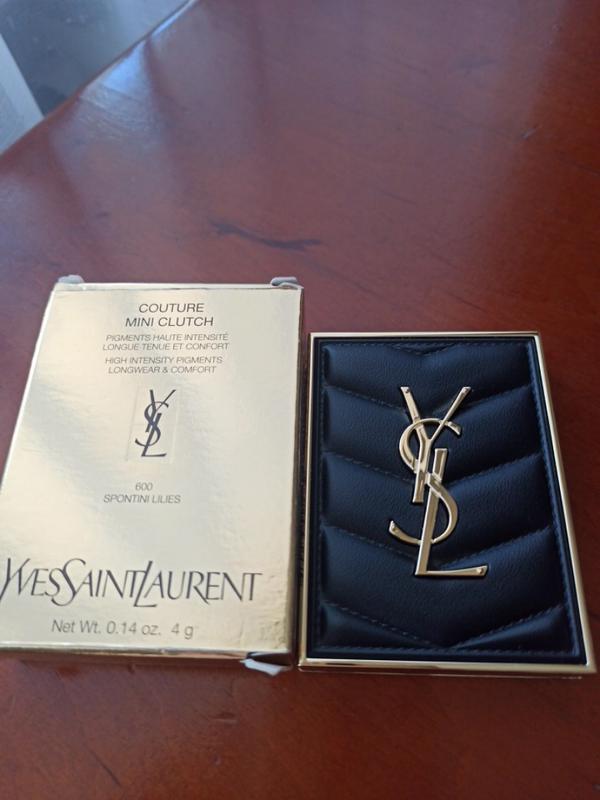 COUTURE
MINI CLUTCH
PIGMENTS HAUTE INTENSITÉ
LONGUE TENUE ET CONFORT
HIGH INTENSITY PIGMENTS
LONGWEAR & COMFORT
YSL
600
SPONTINI LILIES
YVESSAINTLAURENT
Net Wt. 0.14 oz. 4 g
YSL